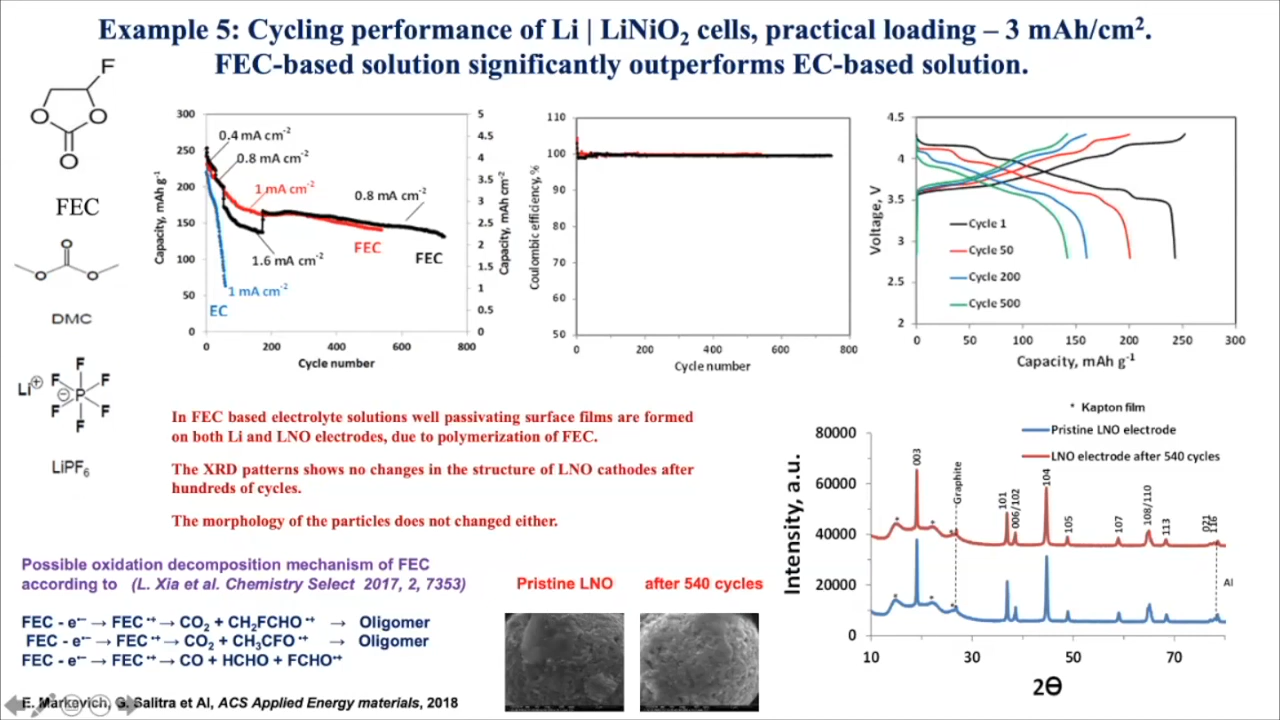 Example 5: Cycling performance of Li | LiNiO₂ cells, practical loading – 3 mAh/cm².
FEC-based solution significantly outperforms EC-based solution.
F
O
O
O
FEC
O
O
O
DMC
Li⊕
F
F
F
P
⊖
F
F
F
LiPF₆
300
250
200
150
100
50
0
Capacity, mAh g⁻¹
0
200
400
600
800
Cycle number
5
4.5
4
3.5
3
2.5
2
1.5
1
0.5
0
Capacity, mAh cm⁻²
0.4 mA cm⁻²
0.8 mA cm⁻²
1 mA cm⁻²
0.8 mA cm⁻²
FEC
FEC
1.6 mA cm⁻²
1 mA cm⁻²
EC
110
100
90
80
70
60
50
Coulombic efficiency, %
0
200
400
600
800
Cycle number
4.5
4
3.5
3
2.5
2
Voltage, V
Cycle 1
Cycle 50
Cycle 200
Cycle 500
0
50
100
150
200
250
300
Capacity, mAh g⁻¹
In FEC based electrolyte solutions well passivating surface films are formed
on both Li and LNO electrodes, due to polymerization of FEC.
The XRD patterns shows no changes in the structure of LNO cathodes after
hundreds of cycles.
The morphology of the particles does not changed either.
* Kapton film
Pristine LNO electrode
LNO electrode after 540 cycles
80000
60000
40000
20000
0
Intensity, a.u.
003
Graphite
101
006/102
104
105
107
108/110
113
021
116
Al
10
30
50
70
2Θ
Possible oxidation decomposition mechanism of FEC
according to (L. Xia et al. Chemistry Select 2017, 2, 7353)
FEC - e•− → FEC•+ → CO₂ + CH₂FCHO•+ → Oligomer
FEC - e•− → FEC•+ → CO₂ + CH₃CFO•+ → Oligomer
FEC - e•− → FEC•+ → CO + HCHO + FCHO•+
Pristine LNO
after 540 cycles
E. Markevich, G. Salitra et Al, ACS Applied Energy materials, 2018